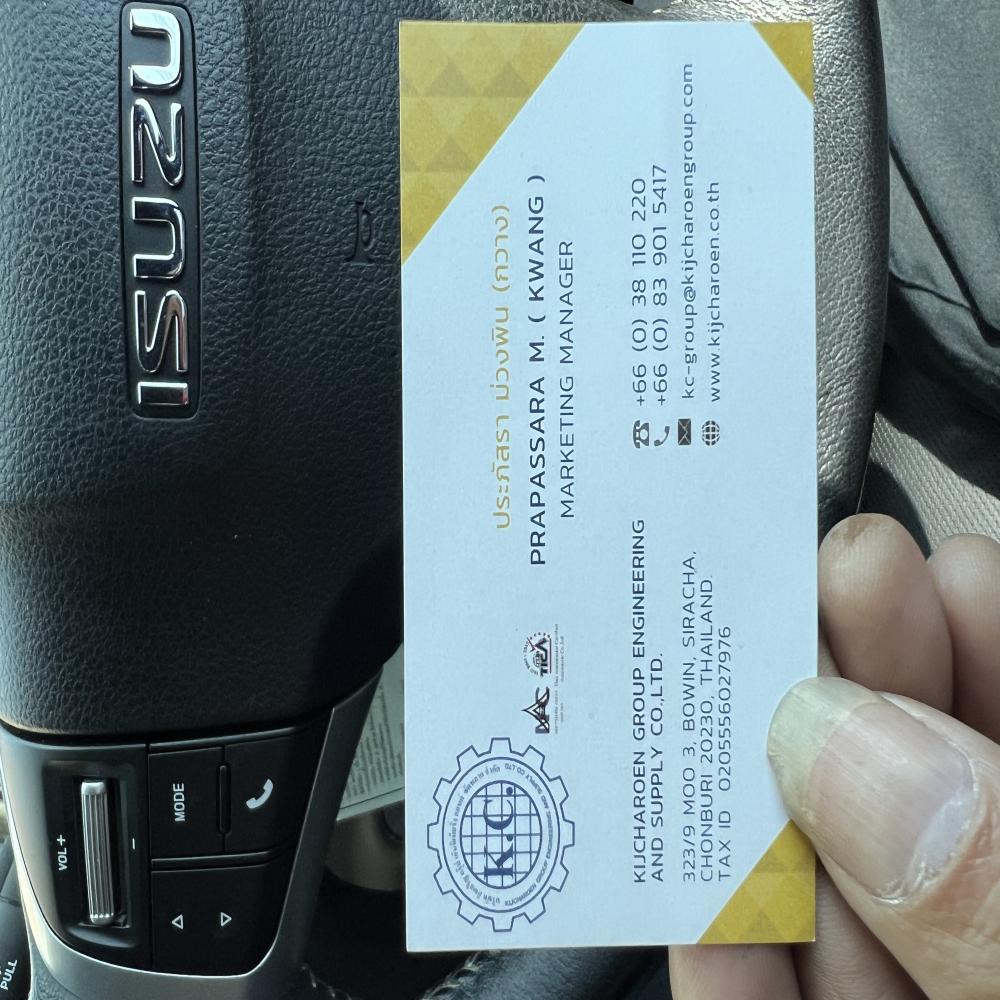 ISUZU
VOL +
-
MODE
PULL
ประภัสรา ม่วงพิน (กวาง)
PRAPASSARA M. ( KWANG )
MARKETING MANAGER
K.C.
KIJCHAROEN GROUP ENGINEERING
AND SUPPLY CO.,LTD.
323/9 MOO 3, BOWIN, SIRACHA,
CHONBURI 20230, THAILAND.
TAX ID 0205556027976
+66 (0) 38 110 220
+66 (0) 83 901 5417
kc-group@kijcharoengroup.com
www.kijcharoen.co.th